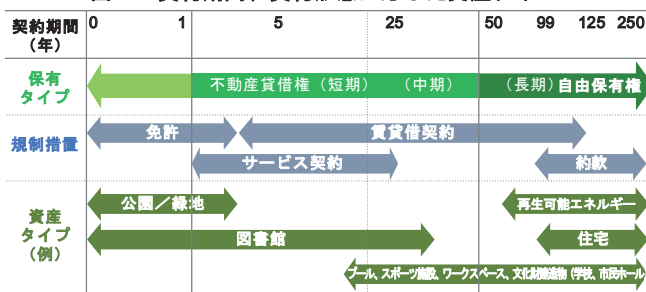 契約期間
(年)
0 1 5 25 50 99 125 250
保有
タイプ
不動産貸借権(短期) (中期) (長期) 自由保有権
規制措置
免許 賃貸借契約
サービス契約 約款
資産
タイプ
(例)
公園/緑地 再生可能エネルギー
図書館 住宅
プール、スポーツ施設、ワークスペース、文化財建造物(学校、市民ホール